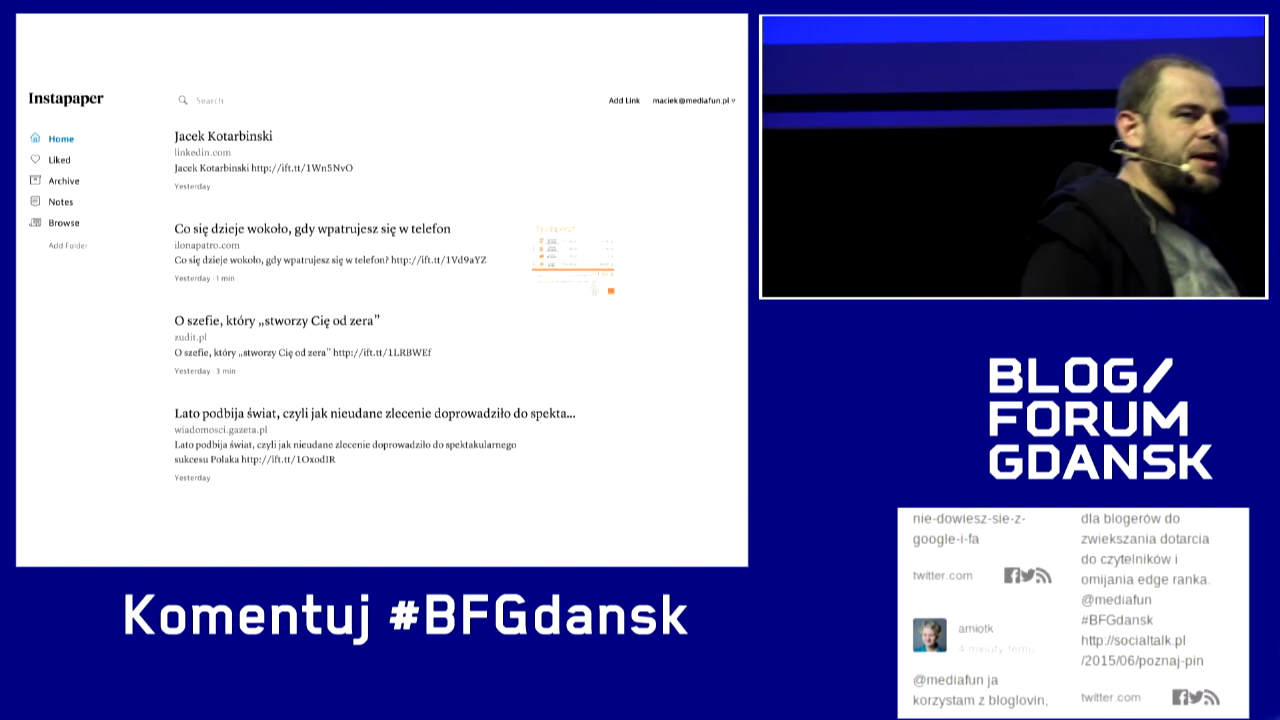 Instapaper
Search
Add Link
maciek@mediafun.pl
Home
Liked
Archive
Notes
Browse
Add Folder
Jacek Kotarbinski
linkedin.com
Jacek Kotarbinski http://ift.tt/1Wn5NvO
Yesterday
Co się dzieje wokoło, gdy wpatrujesz się w telefon
ilonapatro.com
Co się dzieje wokoło, gdy wpatrujesz się w telefon? http://ift.tt/1Vd9aYZ
Yesterday · 1 min
O szefie, który „stworzy Cię od zera”
zudit.pl
O szefie, który „stworzy Cię od zera” http://ift.tt/1LRBWEf
Yesterday · 3 min
Lato podbija świat, czyli jak nieudane zlecenie doprowadziło do spekta...
wiadomosci.gazeta.pl
Lato podbija świat, czyli jak nieudane zlecenie doprowadziło do spektakularnego
sukcesu Polaka http://ift.tt/1OxodIR
Yesterday
Komentuj #BFGdansk
BLOG/
FORUM
GDANSK
nie-dowiesz-sie-z-
google-i-fa
twitter.com
amiotk
4 minuty temu
@mediafun ja
korzystam z bloglovin,
dla blogerów do
zwiekszania dotarcia
do czytelników i
omijania edge ranka.
@mediafun
#BFGdansk
http://socialtalk.pl
/2015/06/poznaj-pin
twitter.com